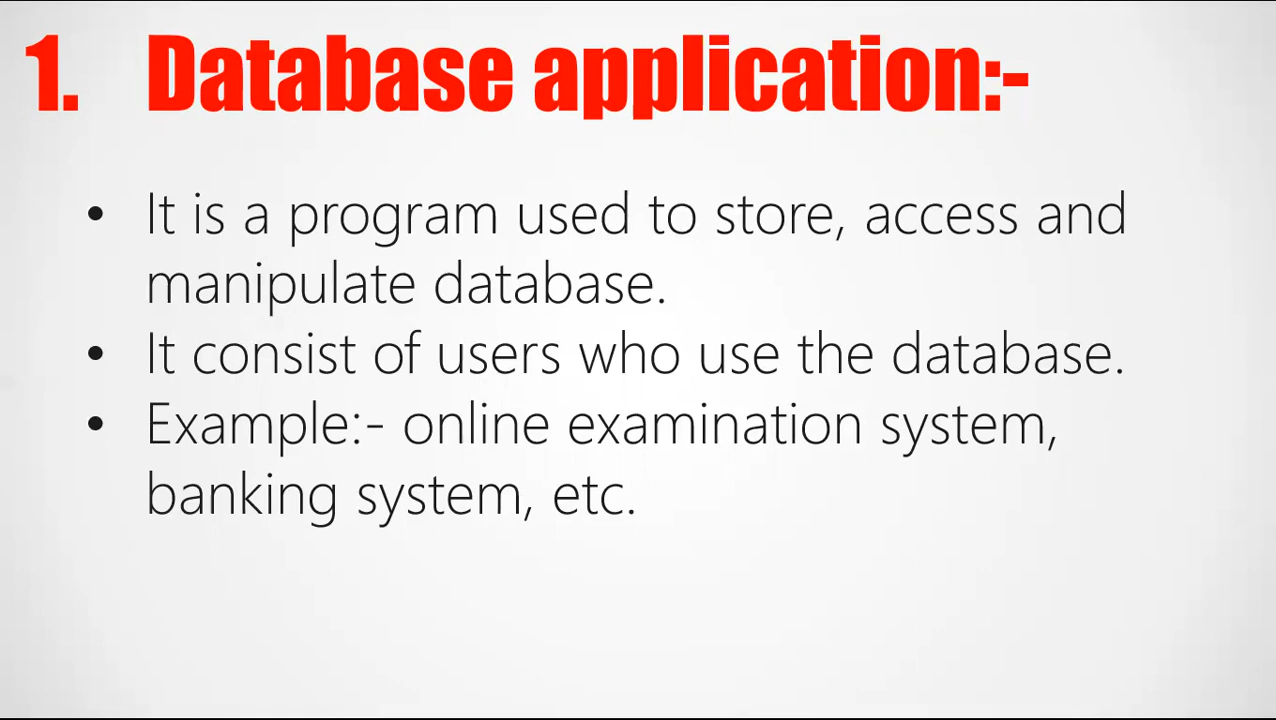 1. Database application:-
• It is a program used to store, access and
manipulate database.
• It consist of users who use the database.
• Example:- online examination system,
banking system, etc.